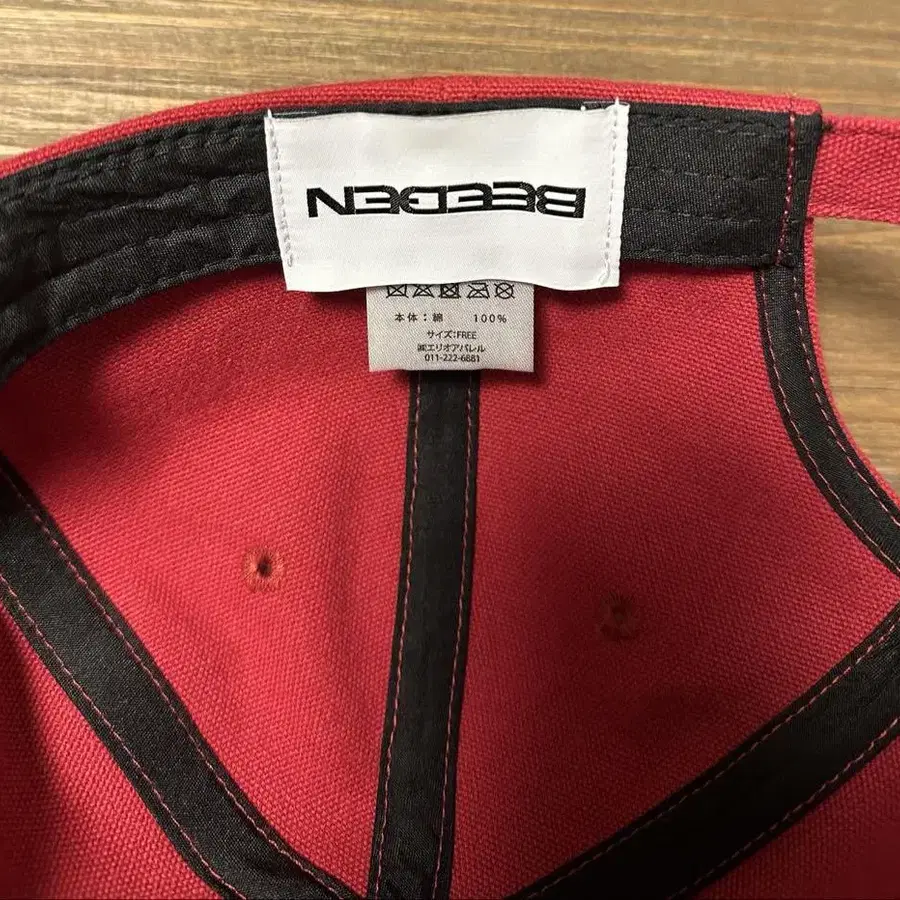 BEEDEN
本体：綿 100%
サイズ:FREE
㈱エリオアパレル
011-222-6881